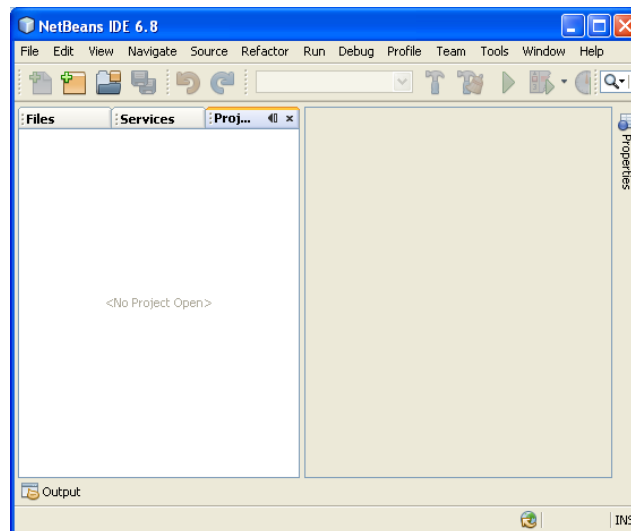 NetBeans IDE 6.8
File Edit View Navigate Source Refactor Run Debug Profile Team Tools Window Help
Files Services Proj...
Properties
<No Project Open>
Output
INS